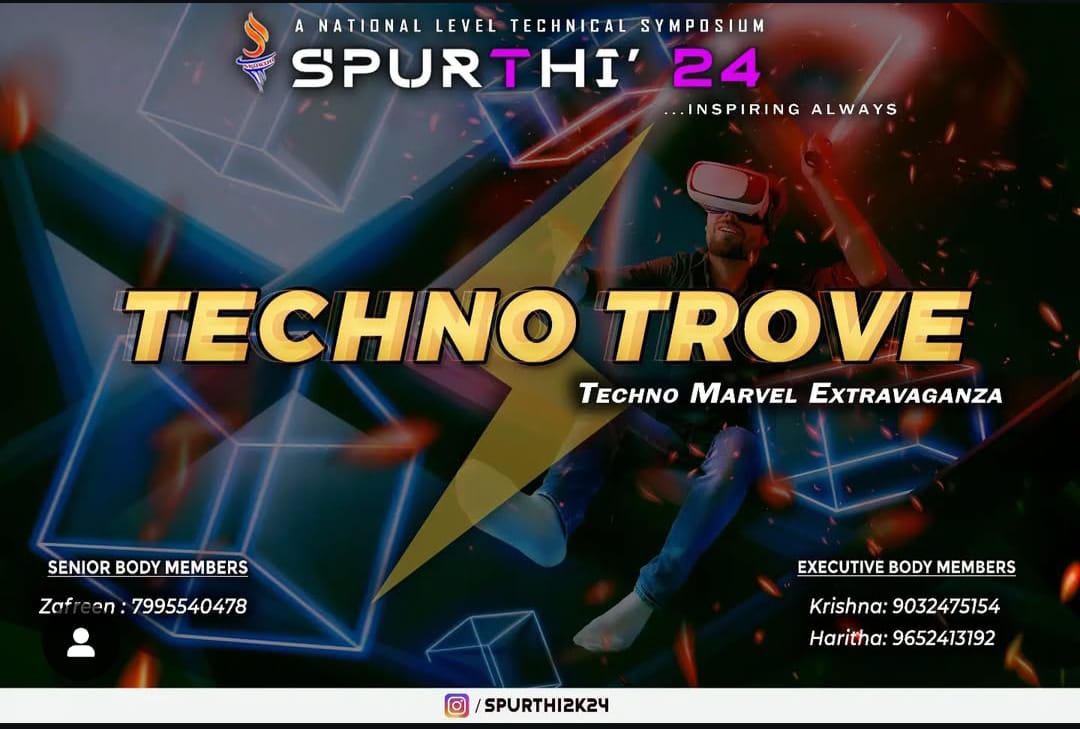 A NATIONAL LEVEL TECHNICAL SYMPOSIUM
SPURTHI' 24
...INSPIRING ALWAYS
TECHNO TROVE
TECHNO MARVEL EXTRAVAGANZA
SENIOR BODY MEMBERS
Zafreen : 7995540478
EXECUTIVE BODY MEMBERS
Krishna: 9032475154
Haritha: 9652413192
/ SPURTHI2K24